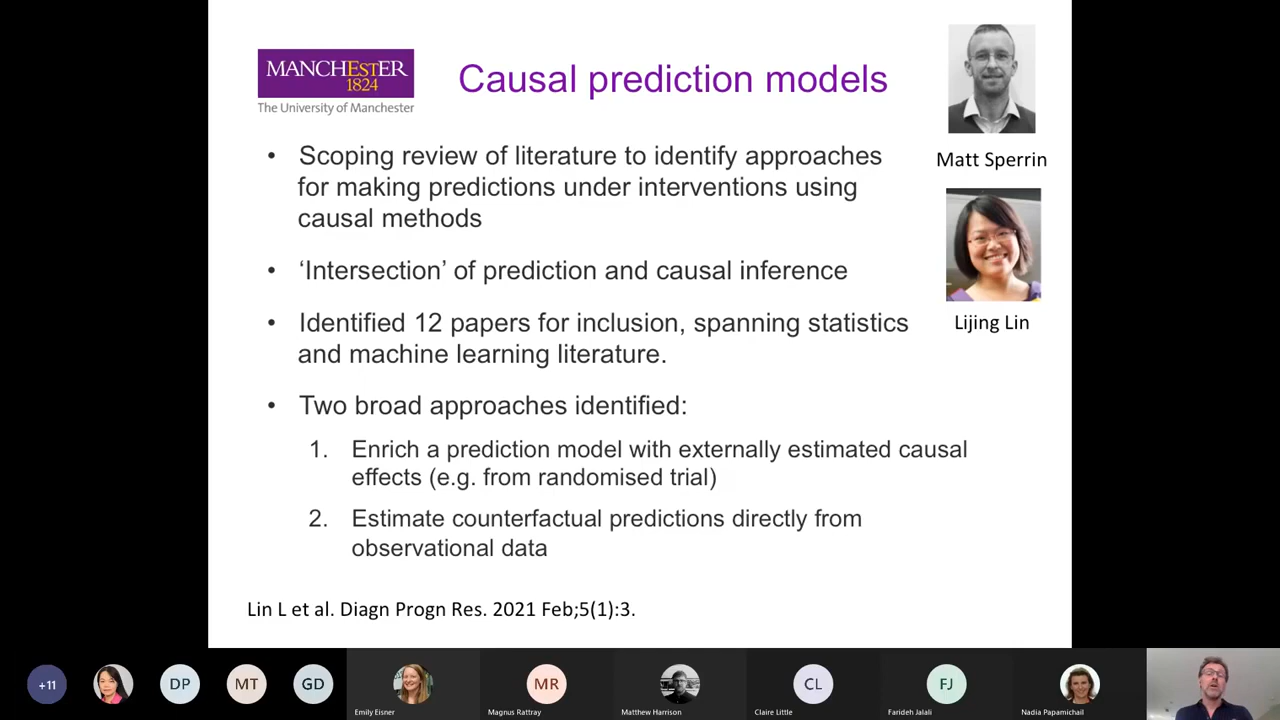 MANCHESTER
1824
The University of Manchester
Causal prediction models
Matt Sperrin
Lijing Lin
• Scoping review of literature to identify approaches
for making predictions under interventions using
causal methods
• ‘Intersection’ of prediction and causal inference
• Identified 12 papers for inclusion, spanning statistics
and machine learning literature.
• Two broad approaches identified:
1. Enrich a prediction model with externally estimated causal
effects (e.g. from randomised trial)
2. Estimate counterfactual predictions directly from
observational data
Lin L et al. Diagn Progn Res. 2021 Feb;5(1):3.
+11
DP
MT
GD
Emily Eisner
MR
Magnus Rattray
Matthew Harrison
CL
Claire Little
FJ
Farideh Jalali
Nadia Papamichail